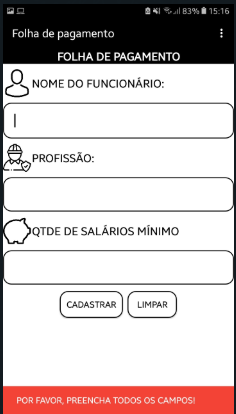 83% 15:16
Folha de pagamento
FOLHA DE PAGAMENTO
NOME DO FUNCIONÁRIO:
PROFISSÃO:
QTDE DE SALÁRIOS MÍNIMO
CADASTRAR LIMPAR
POR FAVOR, PREENCHA TODOS OS CAMPOS!